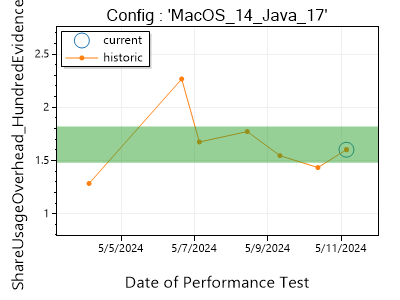 Config : 'MacOS_14_Java_17'
ShareUsageOverhead_HundredEvidence
current
historic
2.5
2
1.5
1
5/5/2024
5/7/2024
5/9/2024
5/11/2024
Date of Performance Test